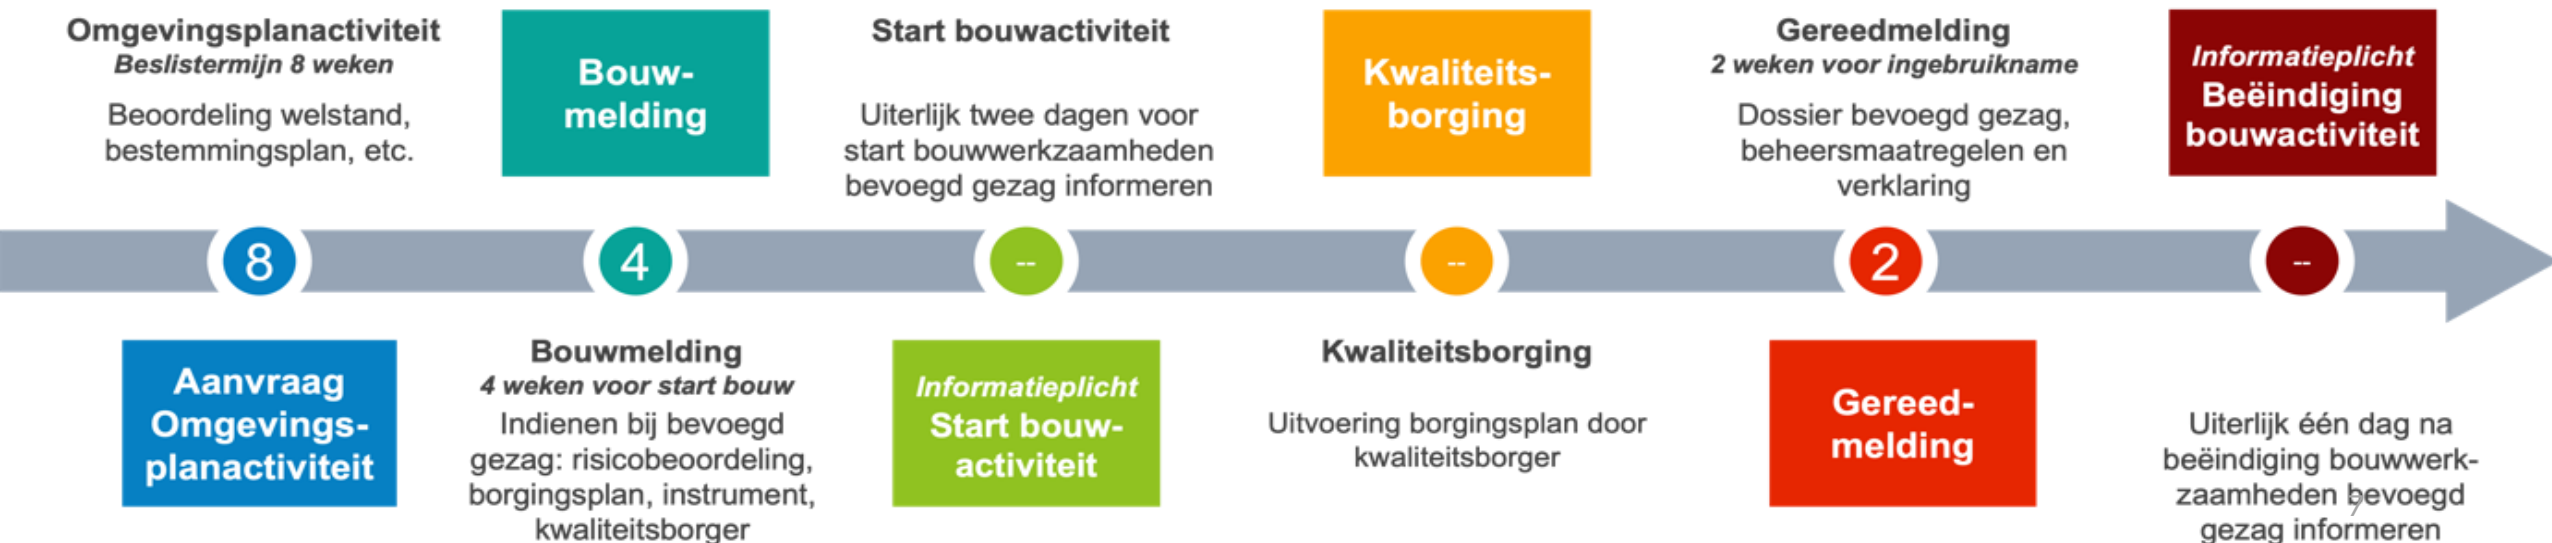 Omgevingsplanactiviteit
Beslistermijn 8 weken
Beoordeling welstand,
bestemmingsplan, etc.
8
Aanvraag
Omgevings-
planactiviteit
Bouw-
melding
4
Bouwmelding
4 weken voor start bouw
Indienen bij bevoegd
gezag: risicobeoordeling,
borgingsplan, instrument,
kwaliteitsborger
Start bouwactiviteit
Uiterlijk twee dagen voor
start bouwwerkzaamheden
bevoegd gezag informeren
--
Informatieplicht
Start bouw-
activiteit
Kwaliteits-
borging
--
Kwaliteitsborging
Uitvoering borgingsplan door
kwaliteitsborger
Gereedmelding
2 weken voor ingebruikname
Dossier bevoegd gezag,
beheersmaatregelen en
verklaring
2
Gereed-
melding
Informatieplicht
Beëindiging
bouwactiviteit
--
Uiterlijk één dag na
beëindiging bouwwerk-
zaamheden bevoegd
gezag informeren
7